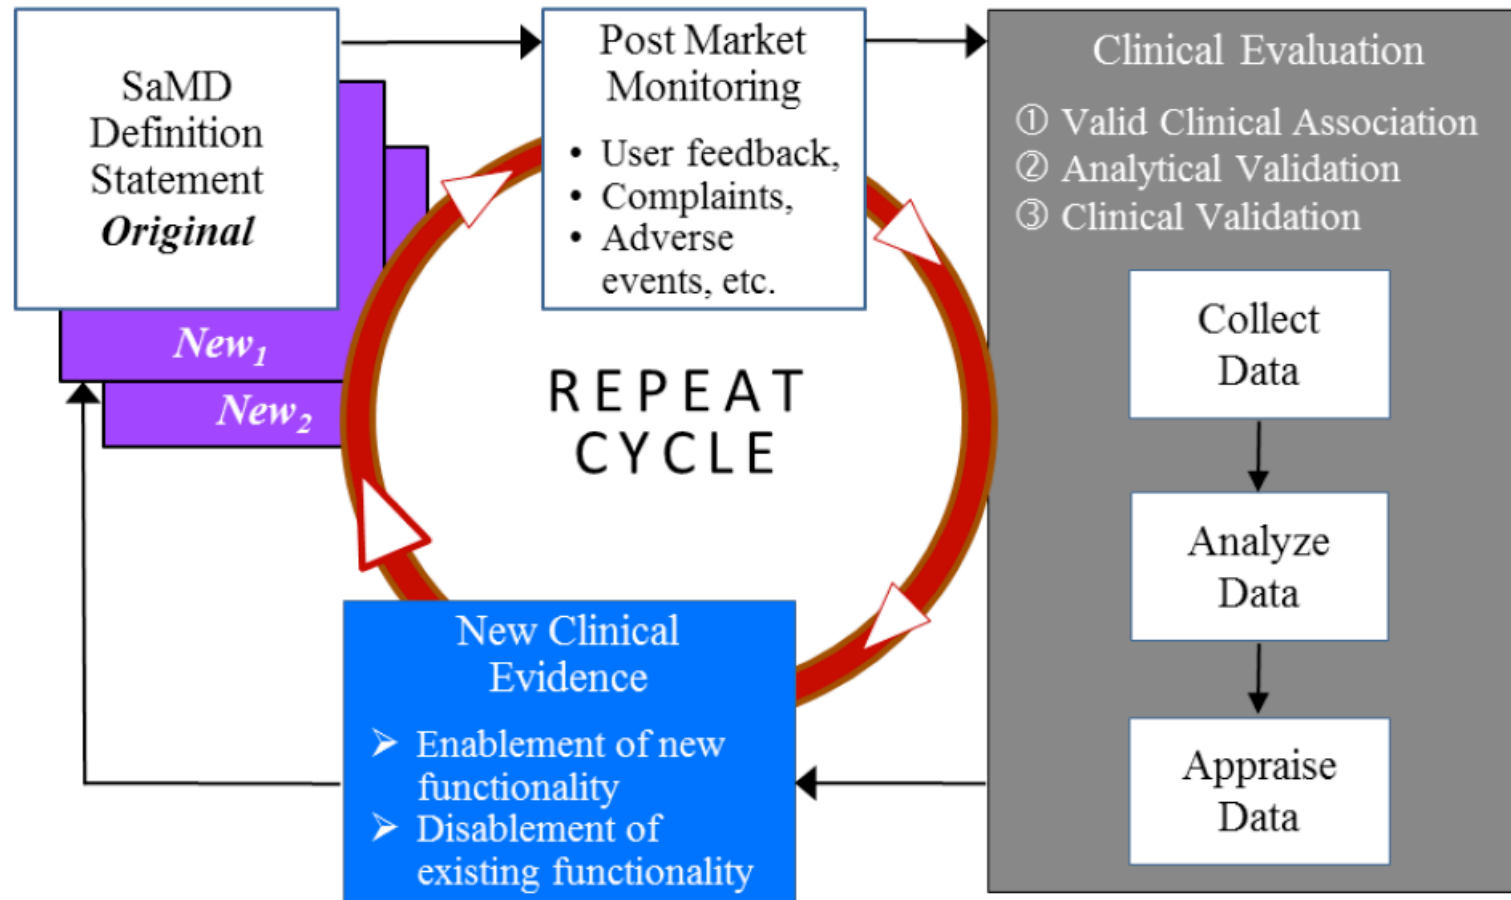 SaMD
Definition
Statement
Original
New1
New2
Post Market
Monitoring
• User feedback,
• Complaints,
• Adverse
events, etc.
Clinical Evaluation
① Valid Clinical Association
② Analytical Validation
③ Clinical Validation
Collect
Data
Analyze
Data
Appraise
Data
REPEAT
CYCLE
New Clinical
Evidence
➢ Enablement of new
functionality
➢ Disablement of
existing functionality